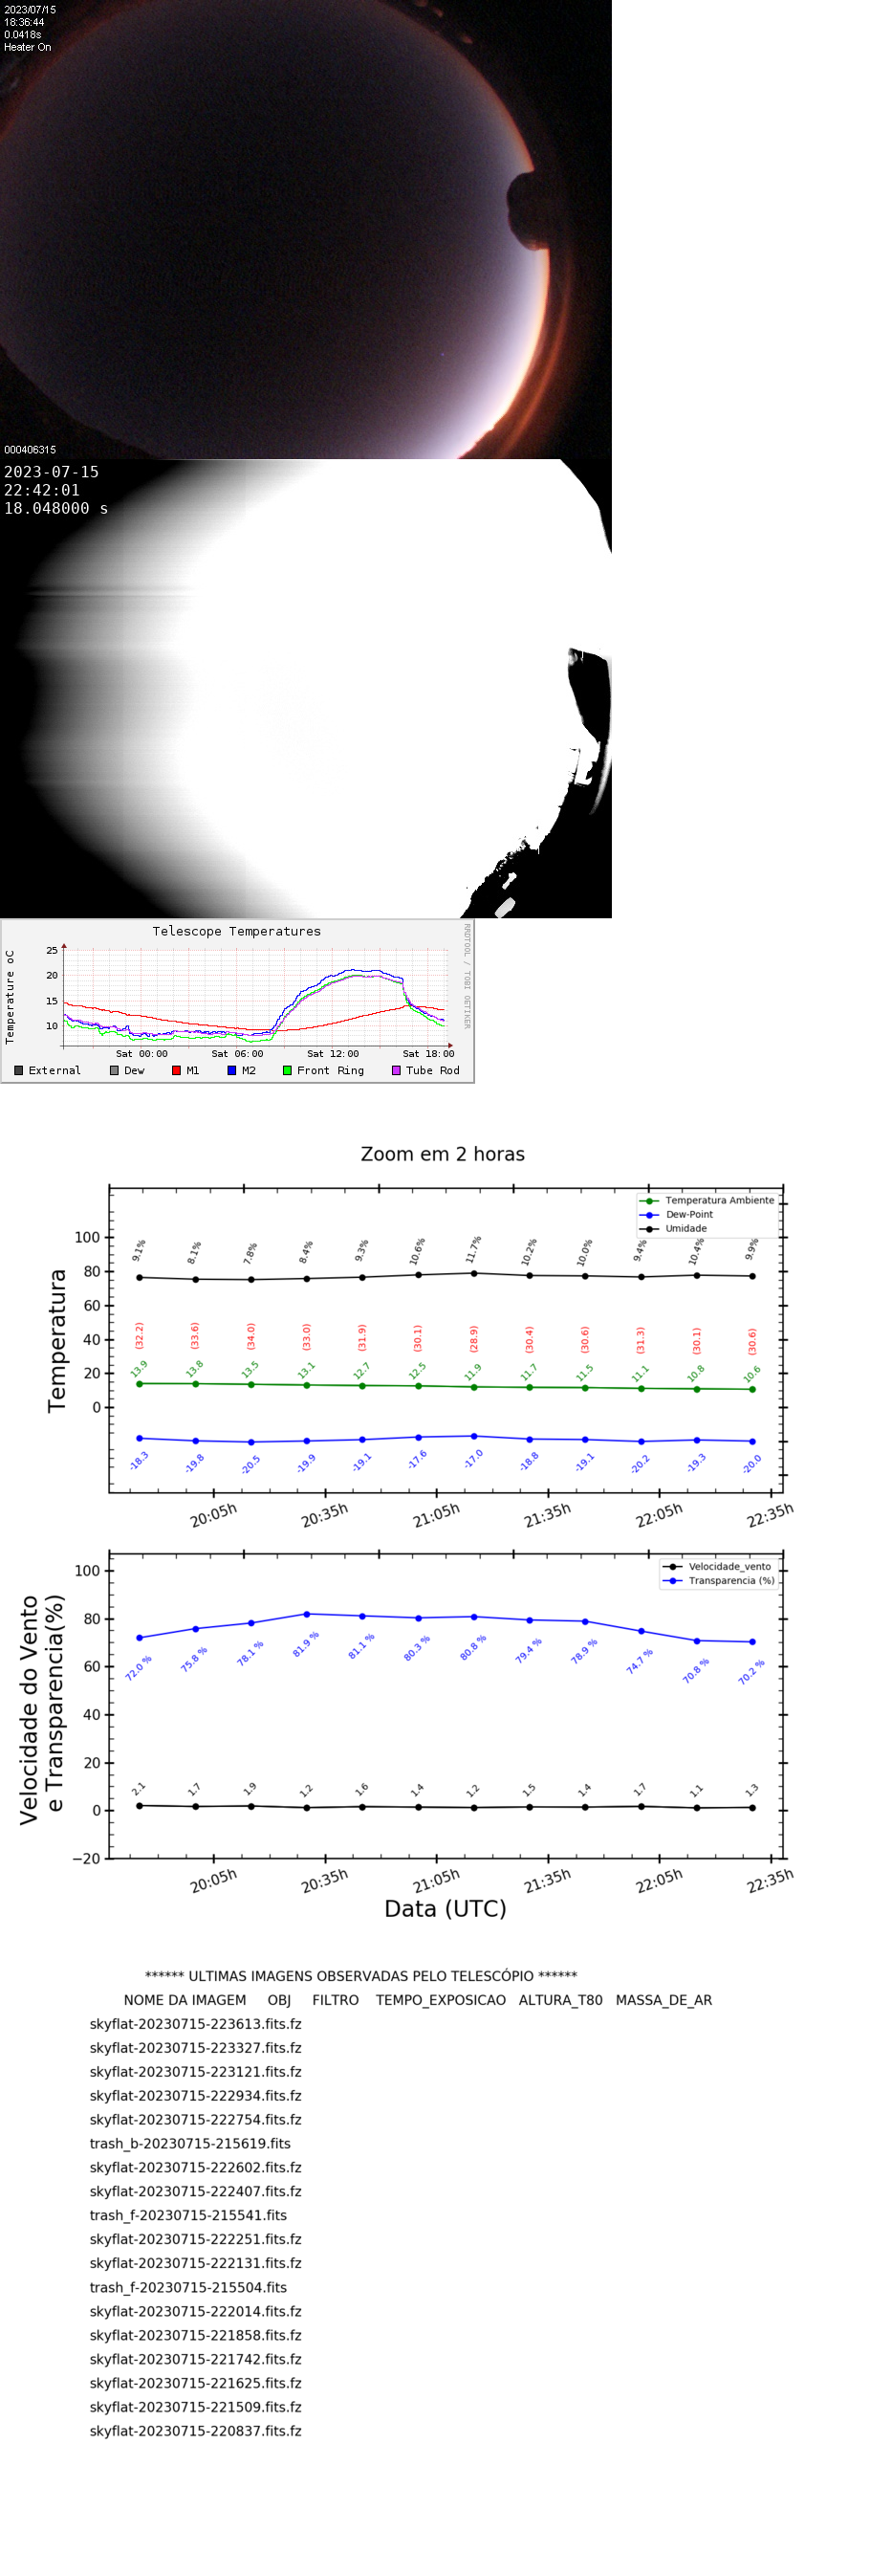 2023/07/15
18:36:44
0.0418s
Heater On
000406315
2023-07-15
22:42:01
18.048000 s
Telescope Temperatures
RRDTOOL / TOBI OETIKER
Temperature oC
25
20
15
10
Sat 00:00 Sat 06:00 Sat 12:00 Sat 18:00
External Dew M1 M2 Front Ring Tube Rod
Zoom em 2 horas
Temperatura Ambiente
Dew-Point
Umidade
Temperatura
100
80
60
40
20
0
9.1% 8.1% 7.8% 8.4% 9.3% 10.6% 11.7% 10.2% 10.0% 9.4% 10.4% 9.9%
(32.2) (33.6) (34.0) (33.0) (31.9) (30.1) (28.9) (30.4) (30.6) (31.3) (30.1) (30.6)
13.9 13.8 13.5 13.1 12.7 12.5 11.9 11.7 11.5 11.1 10.8 10.6
-18.3 -19.8 -20.5 -19.9 -19.1 -17.6 -17.0 -18.8 -19.1 -20.2 -19.3 -20.0
20:05h 20:35h 21:05h 21:35h 22:05h 22:35h
Velocidade_vento
Transparencia (%)
Velocidade do Vento
e Transparencia(%)
100
80
60
40
20
0
−20
72.0 % 75.8 % 78.1 % 81.9 % 81.1 % 80.3 % 80.8 % 79.4 % 78.9 % 74.7 % 70.8 % 70.2 %
2.1 1.7 1.9 1.2 1.6 1.4 1.2 1.5 1.4 1.7 1.1 1.3
20:05h 20:35h 21:05h 21:35h 22:05h 22:35h
Data (UTC)
****** ULTIMAS IMAGENS OBSERVADAS PELO TELESCÓPIO ******
NOME DA IMAGEM OBJ FILTRO TEMPO_EXPOSICAO ALTURA_T80 MASSA_DE_AR
skyflat-20230715-223613.fits.fz
skyflat-20230715-223327.fits.fz
skyflat-20230715-223121.fits.fz
skyflat-20230715-222934.fits.fz
skyflat-20230715-222754.fits.fz
trash_b-20230715-215619.fits
skyflat-20230715-222602.fits.fz
skyflat-20230715-222407.fits.fz
trash_f-20230715-215541.fits
skyflat-20230715-222251.fits.fz
skyflat-20230715-222131.fits.fz
trash_f-20230715-215504.fits
skyflat-20230715-222014.fits.fz
skyflat-20230715-221858.fits.fz
skyflat-20230715-221742.fits.fz
skyflat-20230715-221625.fits.fz
skyflat-20230715-221509.fits.fz
skyflat-20230715-220837.fits.fz